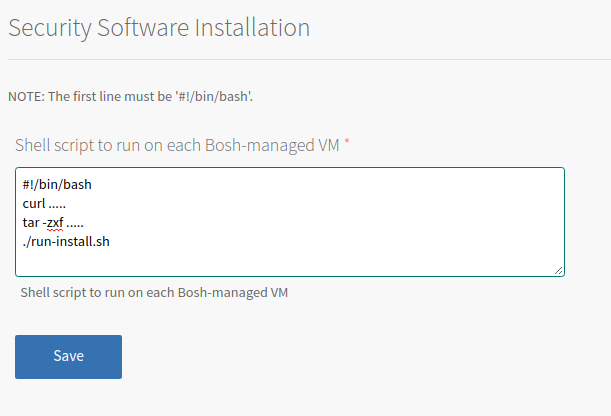 Security Software Installation
NOTE: The first line must be '#!/bin/bash'.
Shell script to run on each Bosh-managed VM *
#!/bin/bash
curl .....
tar -zxf .....
./run-install.sh
Shell script to run on each Bosh-managed VM
Save